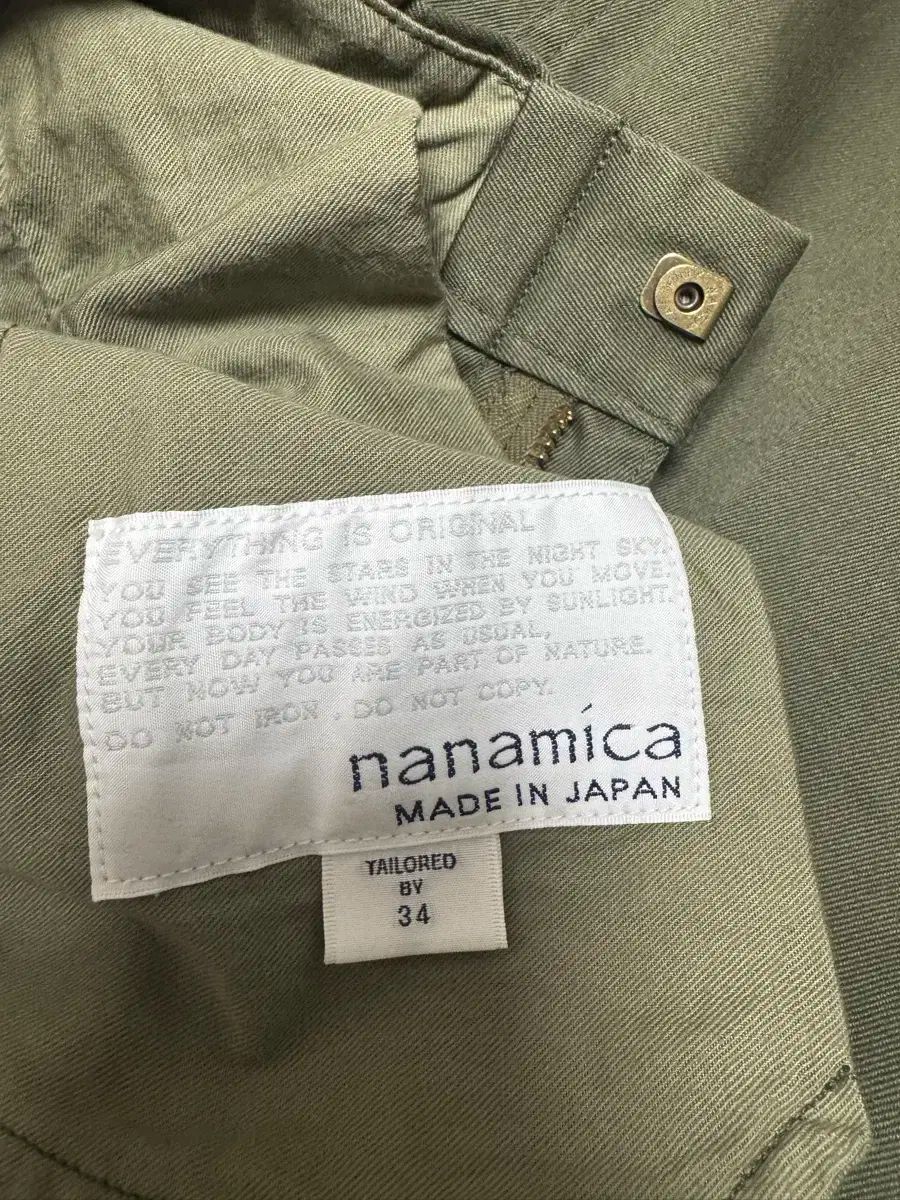 EVERYTHING IS ORIGINAL
YOU SEE THE STARS IN THE NIGHT SKY.
YOU FEEL THE WIND WHEN YOU MOVE.
YOUR BODY IS ENERGIZED BY SUNLIGHT.
EVERY DAY PASSES AS USUAL,
BUT NOW YOU ARE PART OF NATURE.
DO NOT IRON . DO NOT COPY.
nanamíca
MADE IN JAPAN
TAILORED
BY
34